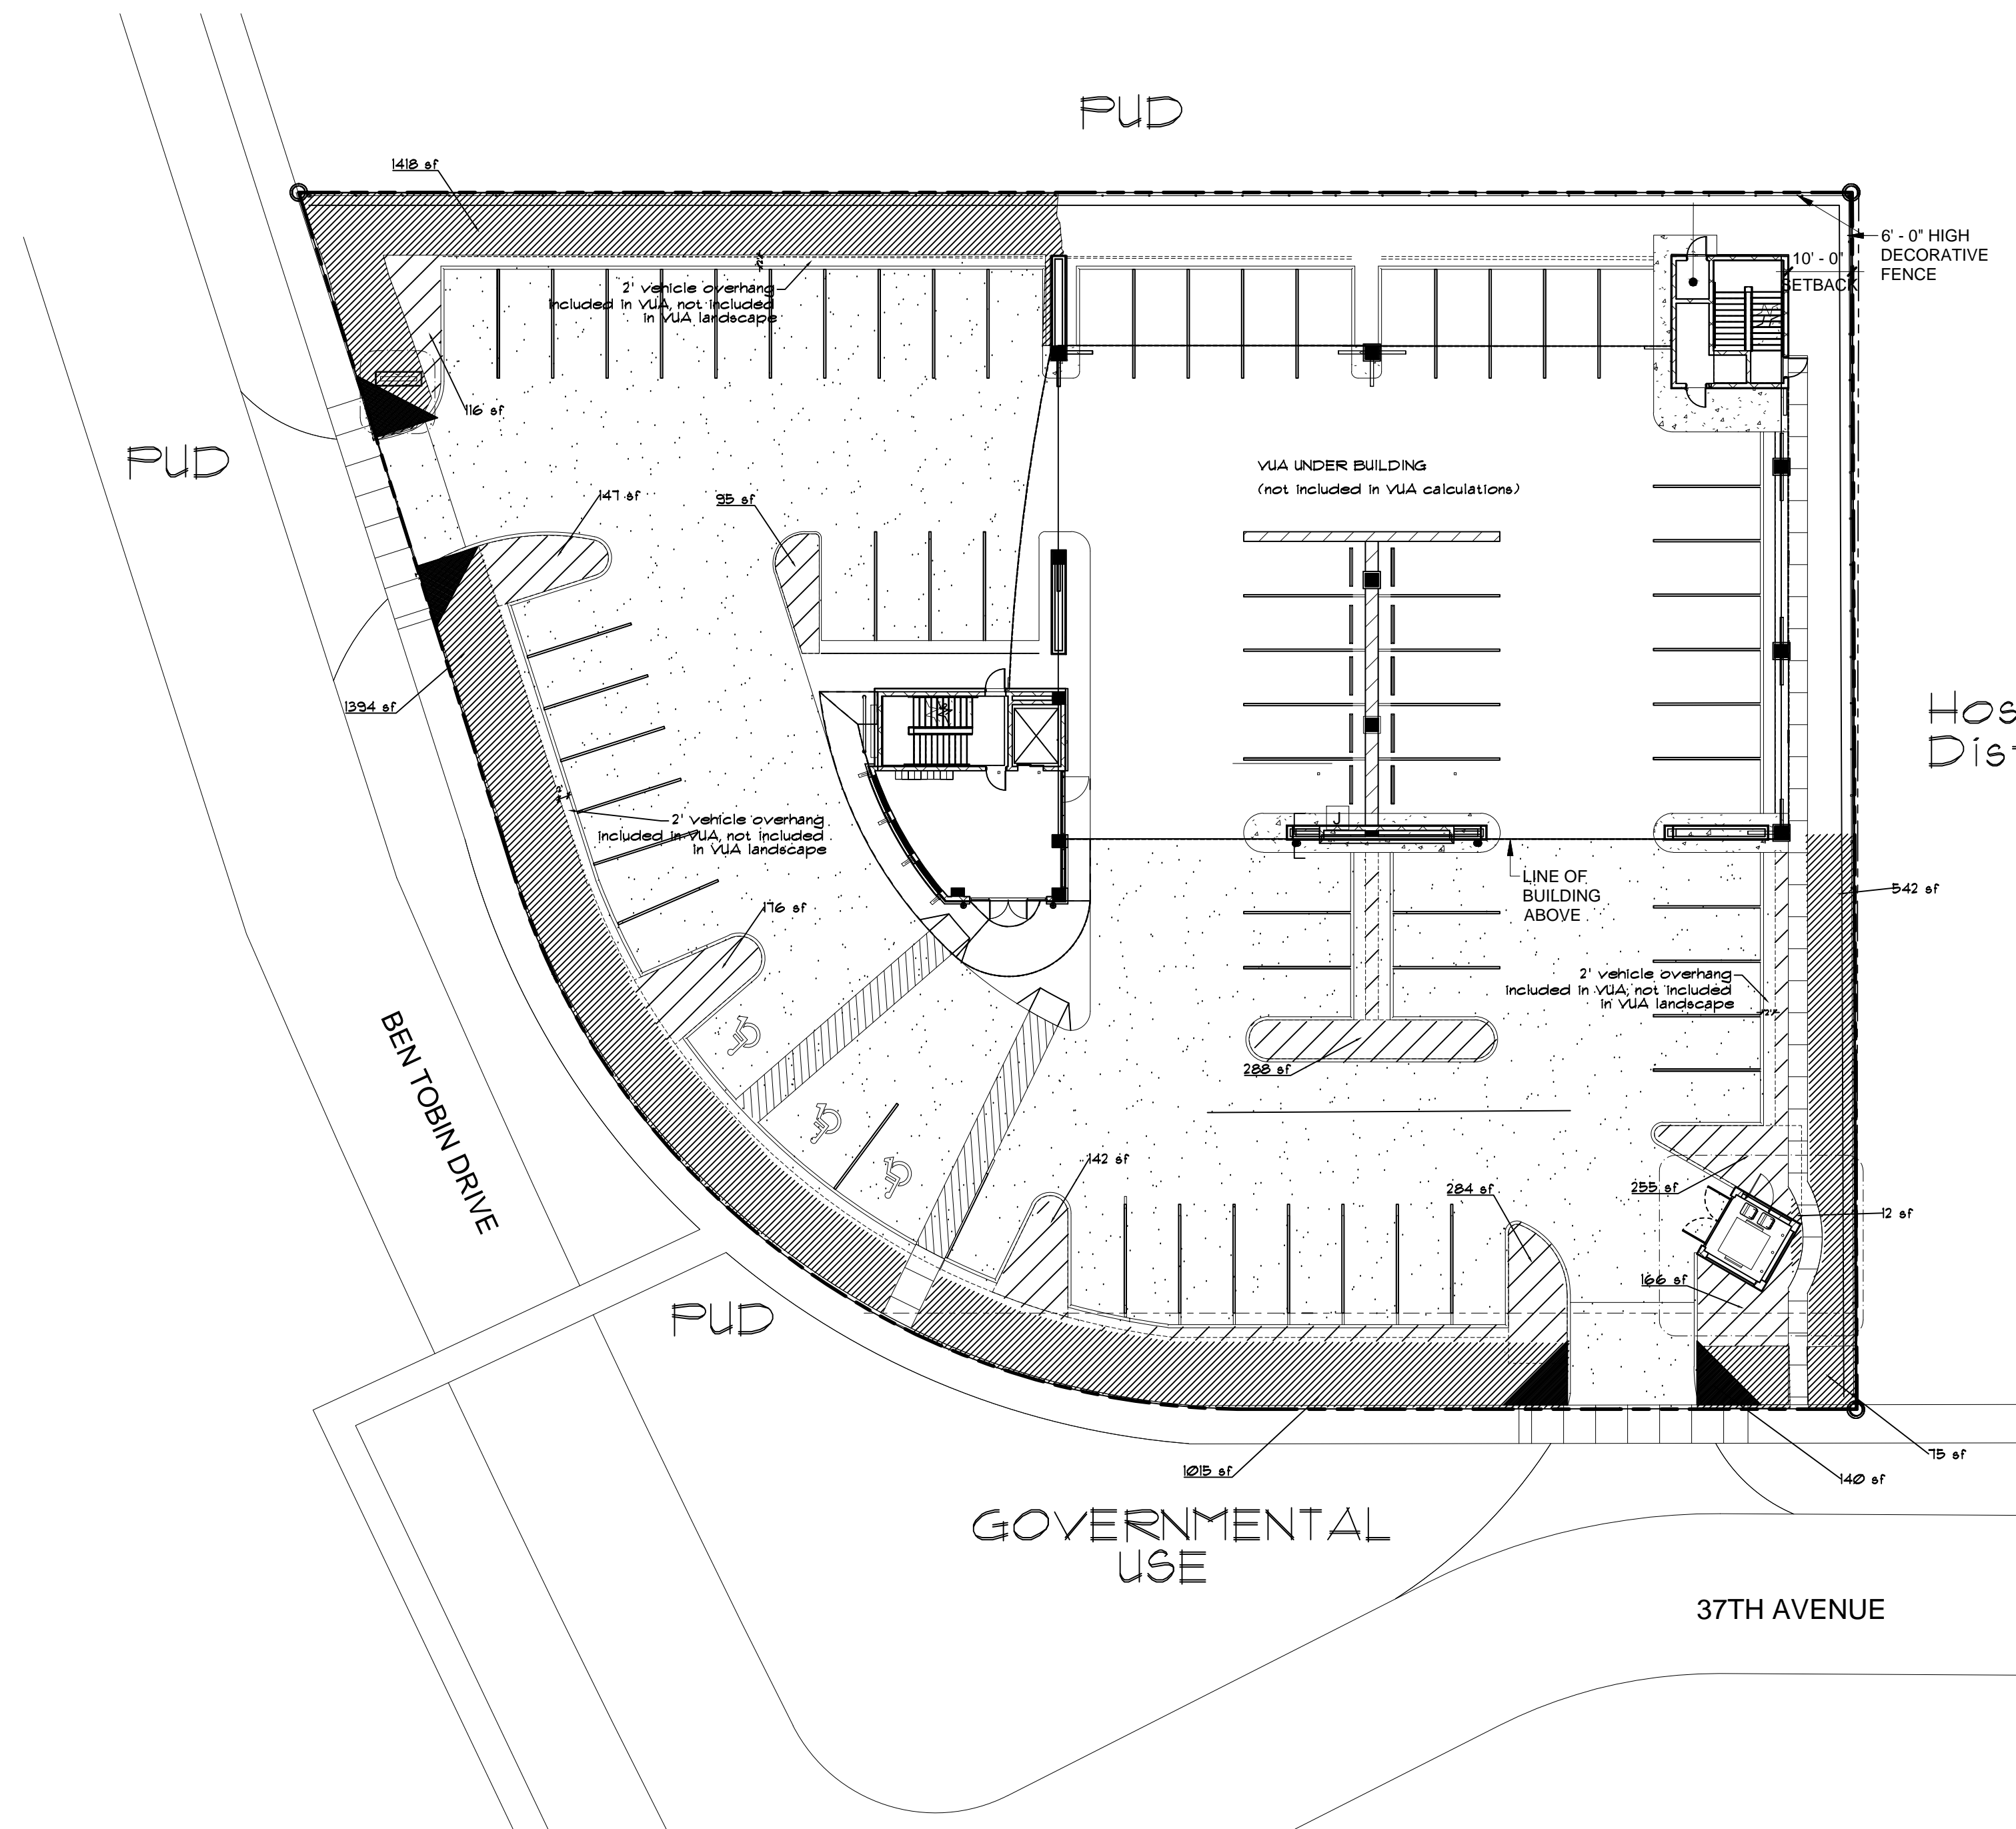 PUD
1418 sf
6' - 0" HIGH
DECORATIVE
FENCE
10' - 0"
SETBACK
2' vehicle overhang
included in VUA, not included
in VUA landscape
2'
116 sf
PUD
VUA UNDER BUILDING
(not included in VUA calculations)
147 sf
95 sf
1394 sf
Hos
Dis
2' vehicle overhang
included in VUA, not included
in VUA landscape
J
LINE OF
BUILDING
ABOVE
542 sf
176 sf
2' vehicle overhang
included in VUA, not included
in VUA landscape
2'
288 sf
BEN TOBIN DRIVE
142 sf
284 sf
255 sf
12 sf
166 sf
PUD
75 sf
140 sf
1015 sf
GOVERNMENTAL
USE
37TH AVENUE